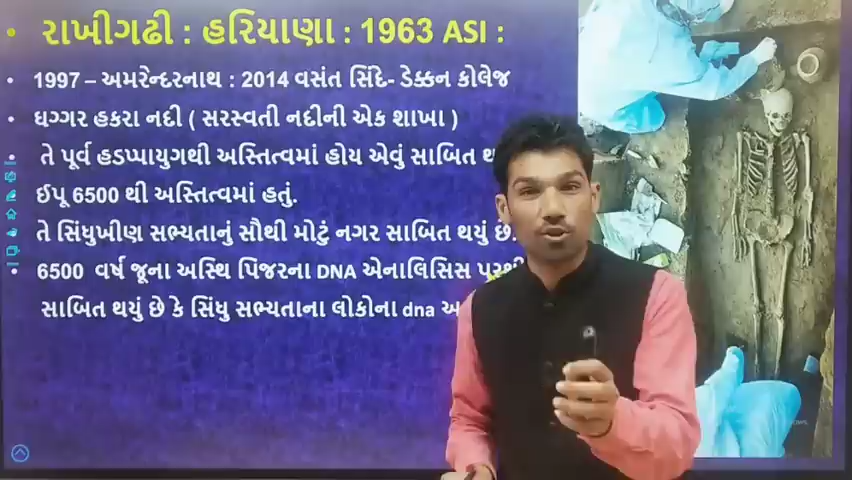 રાખીગઢી : હરિયાણા : 1963 ASI :
1997 – અમરેન્દરનાથ : 2014 વસંત સિંદે- ડેક્કન કોલેજ
ઘગ્ગર હકરા નદી ( સરસ્વતી નદીની એક શાખા )
તે પૂર્વ હડપ્પાયુગથી અસ્તિત્વમાં હોય એવું સાબિત
ઈપૂ 6500 થી અસ્તિત્વમાં હતું.
તે સિંધુખીણ સભ્યતાનું સૌથી મોટું નગર સાબિત થયું છે.
6500 વર્ષ જૂના અસ્થિ પિંજરના DNA એનાલિસિસ પરથી
સાબિત થયું છે કે સિંધુ સભ્યતાના લોકોના dna